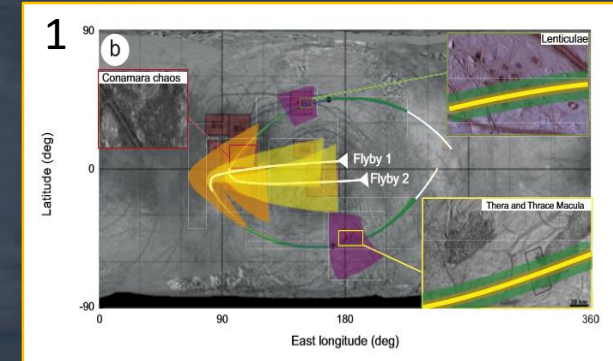 1
90
b
Lenticulae
Conamara chaos
Flyby 1
Flyby 2
0
Latitude (deg)
Thera and Thrace Macula
-90
0
90
180
360
East longitude (deg)